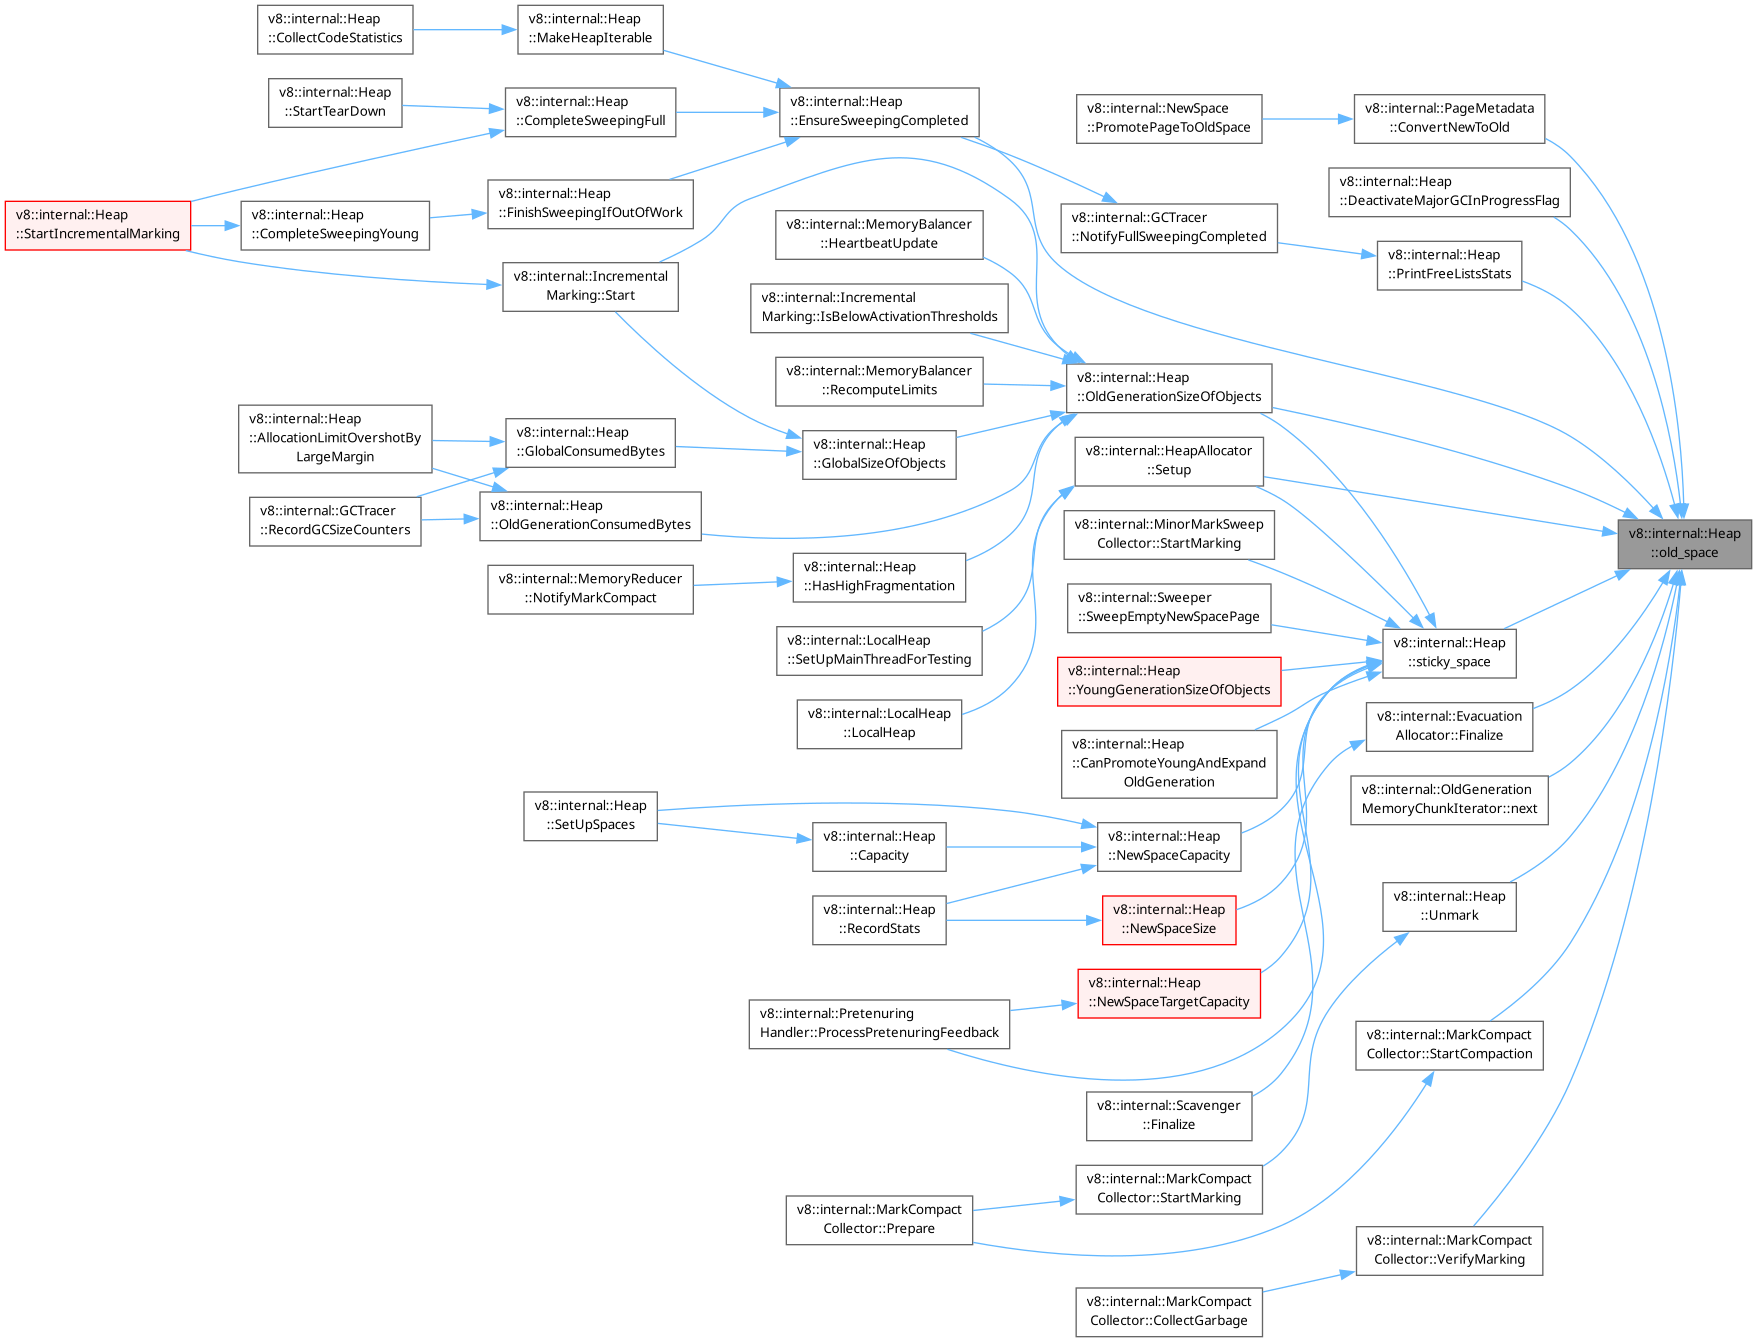 v8::internal::Heap
::CollectCodeStatistics
v8::internal::Heap
::MakeHeapIterable
v8::internal::Heap
::StartTearDown
v8::internal::Heap
::CompleteSweepingFull
v8::internal::Heap
::EnsureSweepingCompleted
v8::internal::NewSpace
::PromotePageToOldSpace
v8::internal::PageMetadata
::ConvertNewToOld
v8::internal::Heap
::DeactivateMajorGCInProgressFlag
v8::internal::Heap
::StartIncrementalMarking
v8::internal::Heap
::CompleteSweepingYoung
v8::internal::Heap
::FinishSweepingIfOutOfWork
v8::internal::MemoryBalancer
::HeartbeatUpdate
v8::internal::GCTracer
::NotifyFullSweepingCompleted
v8::internal::Heap
::PrintFreeListsStats
v8::internal::Incremental
Marking::Start
v8::internal::Incremental
Marking::IsBelowActivationThresholds
v8::internal::MemoryBalancer
::RecomputeLimits
v8::internal::Heap
::OldGenerationSizeOfObjects
v8::internal::Heap
::AllocationLimitOvershotBy
LargeMargin
v8::internal::Heap
::GlobalConsumedBytes
v8::internal::Heap
::GlobalSizeOfObjects
v8::internal::HeapAllocator
::Setup
v8::internal::GCTracer
::RecordGCSizeCounters
v8::internal::Heap
::OldGenerationConsumedBytes
v8::internal::MinorMarkSweep
Collector::StartMarking
v8::internal::Heap
::old_space
v8::internal::MemoryReducer
::NotifyMarkCompact
v8::internal::Heap
::HasHighFragmentation
v8::internal::Sweeper
::SweepEmptyNewSpacePage
v8::internal::LocalHeap
::SetUpMainThreadForTesting
v8::internal::Heap
::YoungGenerationSizeOfObjects
v8::internal::Heap
::sticky_space
v8::internal::LocalHeap
::LocalHeap
v8::internal::Heap
::CanPromoteYoungAndExpand
OldGeneration
v8::internal::Evacuation
Allocator::Finalize
v8::internal::OldGeneration
MemoryChunkIterator::next
v8::internal::Heap
::SetUpSpaces
v8::internal::Heap
::Capacity
v8::internal::Heap
::NewSpaceCapacity
v8::internal::Heap
::RecordStats
v8::internal::Heap
::NewSpaceSize
v8::internal::Heap
::Unmark
v8::internal::Pretenuring
Handler::ProcessPretenuringFeedback
v8::internal::Heap
::NewSpaceTargetCapacity
v8::internal::MarkCompact
Collector::StartCompaction
v8::internal::Scavenger
::Finalize
v8::internal::MarkCompact
Collector::Prepare
v8::internal::MarkCompact
Collector::StartMarking
v8::internal::MarkCompact
Collector::VerifyMarking
v8::internal::MarkCompact
Collector::CollectGarbage